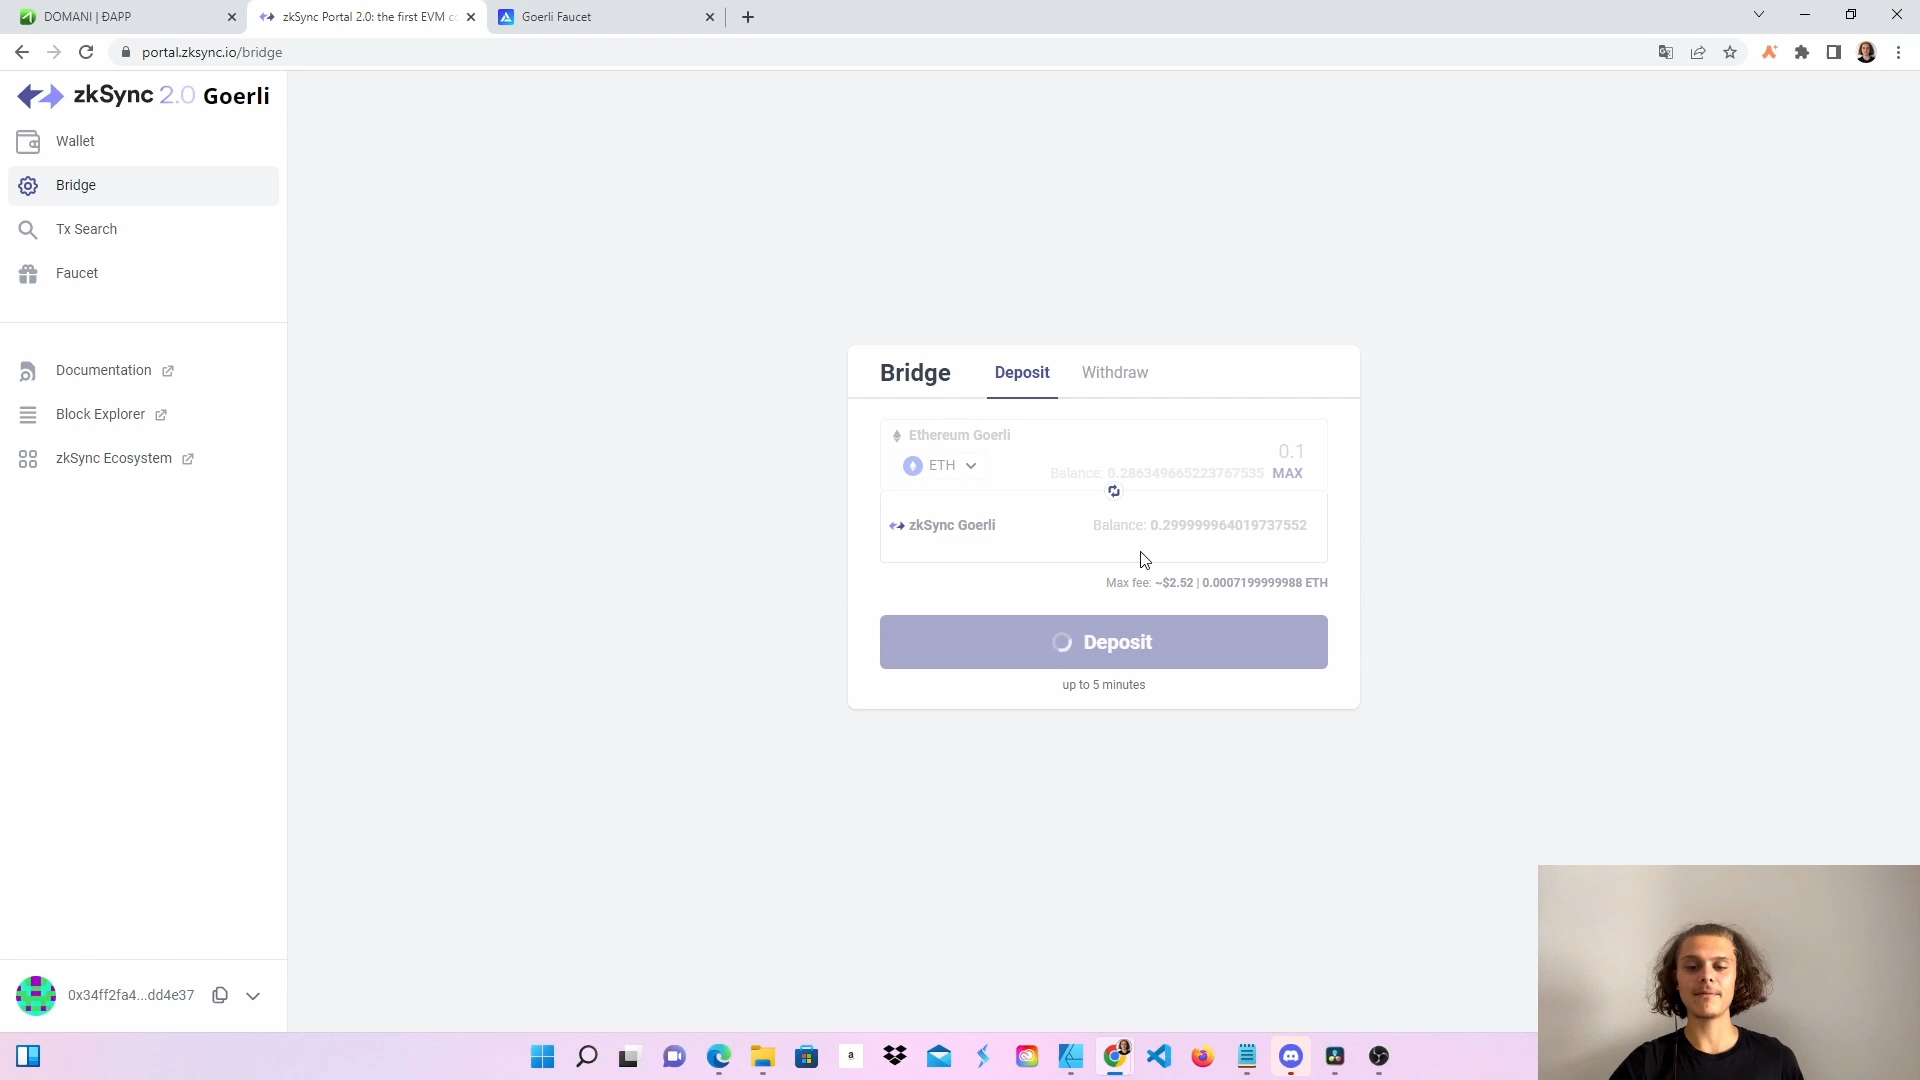 DOMANI | ĐAPP
zkSync Portal 2.0: the first EVM co
Goerli Faucet
portal.zksync.io/bridge
zkSync 2.0 Goerli
Wallet
Bridge
Tx Search
Faucet
Documentation
Block Explorer
zkSync Ecosystem
Bridge
Deposit
Withdraw
Ethereum Goerli
0.1
ETH
Balance: 0.286349665223767535 MAX
zkSync Goerli
Balance: 0.299999964019737552
Max fee: ~$2.52 | 0.0007199999988 ETH
Deposit
up to 5 minutes
0x34ff2fa4...dd4e37
a